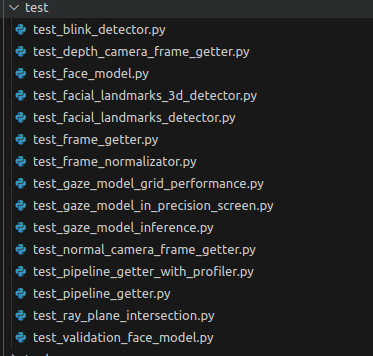 test
test_blink_detector.py
test_depth_camera_frame_getter.py
test_face_model.py
test_facial_landmarks_3d_detector.py
test_facial_landmarks_detector.py
test_frame_getter.py
test_frame_normalizator.py
test_gaze_model_grid_performance.py
test_gaze_model_in_precision_screen.py
test_gaze_model_inference.py
test_normal_camera_frame_getter.py
test_pipeline_getter_with_profiler.py
test_pipeline_getter.py
test_ray_plane_intersection.py
test_validation_face_model.py